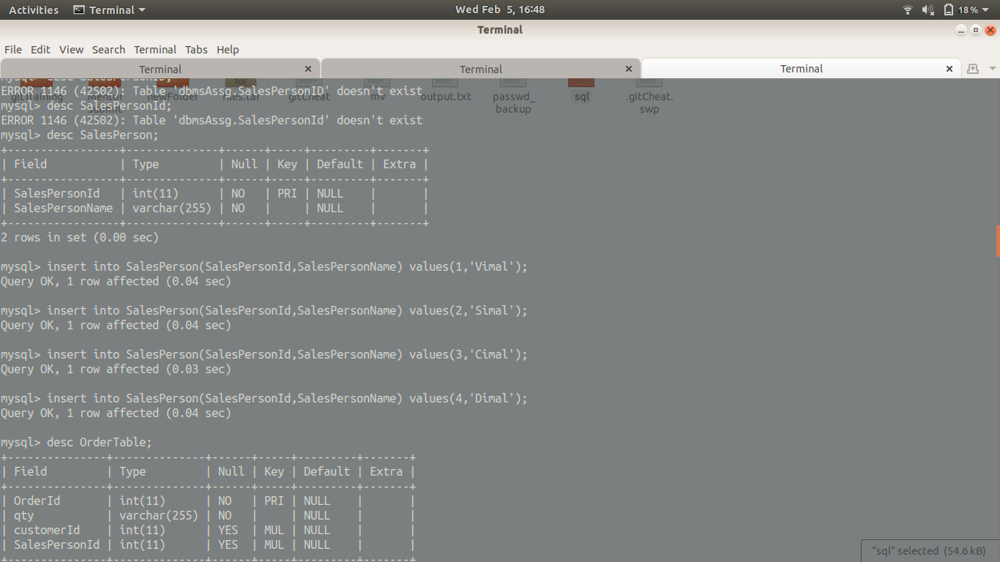 Activities Terminal Wed Feb 5, 16:48 18%
Terminal
File Edit View Search Terminal Tabs Help
Terminal Terminal Terminal
ERROR 1146 (42S02): Table 'dbmsAssg.SalesPersonID' doesn't exist
mysql> desc SalesPersonId;
ERROR 1146 (42S02): Table 'dbmsAssg.SalesPersonId' doesn't exist
gitTraining Mentor submit newFolder files.tar gitCheat mv output.txt passwd_ backup sql .gitCheat. swp
mysql> desc SalesPerson;
+-----------------+--------------+------+-----+---------+-------+
| Field | Type | Null | Key | Default | Extra |
+-----------------+--------------+------+-----+---------+-------+
| SalesPersonId | int(11) | NO | PRI | NULL | |
| SalesPersonName | varchar(255) | NO | | NULL | |
+-----------------+--------------+------+-----+---------+-------+
2 rows in set (0.00 sec)
mysql> insert into SalesPerson(SalesPersonId,SalesPersonName) values(1,'Vimal');
Query OK, 1 row affected (0.04 sec)
mysql> insert into SalesPerson(SalesPersonId,SalesPersonName) values(2,'Simal');
Query OK, 1 row affected (0.04 sec)
mysql> insert into SalesPerson(SalesPersonId,SalesPersonName) values(3,'Cimal');
Query OK, 1 row affected (0.03 sec)
mysql> insert into SalesPerson(SalesPersonId,SalesPersonName) values(4,'Dimal');
Query OK, 1 row affected (0.04 sec)
mysql> desc OrderTable;
+---------------+--------------+------+-----+---------+-------+
| Field | Type | Null | Key | Default | Extra |
+---------------+--------------+------+-----+---------+-------+
| OrderId | int(11) | NO | PRI | NULL | |
| qty | varchar(255) | NO | | NULL | |
| customerId | int(11) | YES | MUL | NULL | |
| SalesPersonId | int(11) | YES | MUL | NULL | |
+---------------+--------------+------+-----+---------+-------+
"sql" selected (54.6 kB)